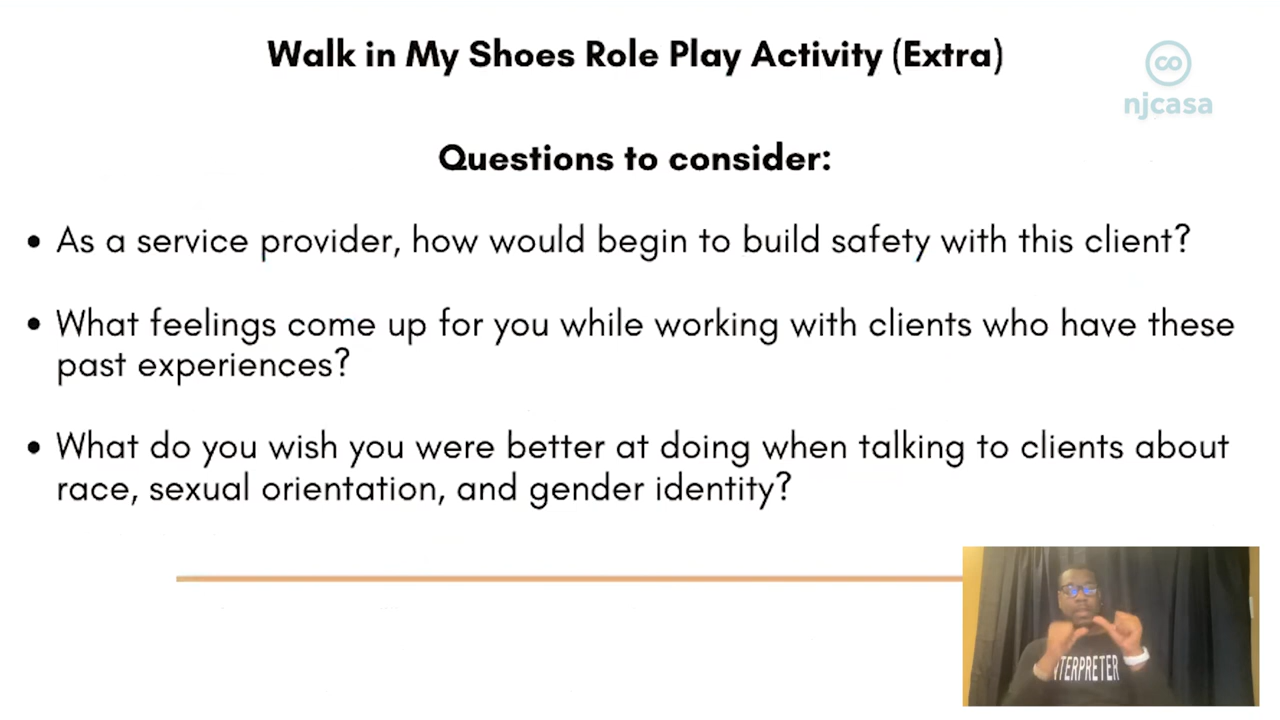 Walk in My Shoes Role Play Activity (Extra)
njcasa
Questions to consider:
• As a service provider, how would begin to build safety with this client?
• What feelings come up for you while working with clients who have these
past experiences?
• What do you wish you were better at doing when talking to clients about
race, sexual orientation, and gender identity?
NTERPRETER